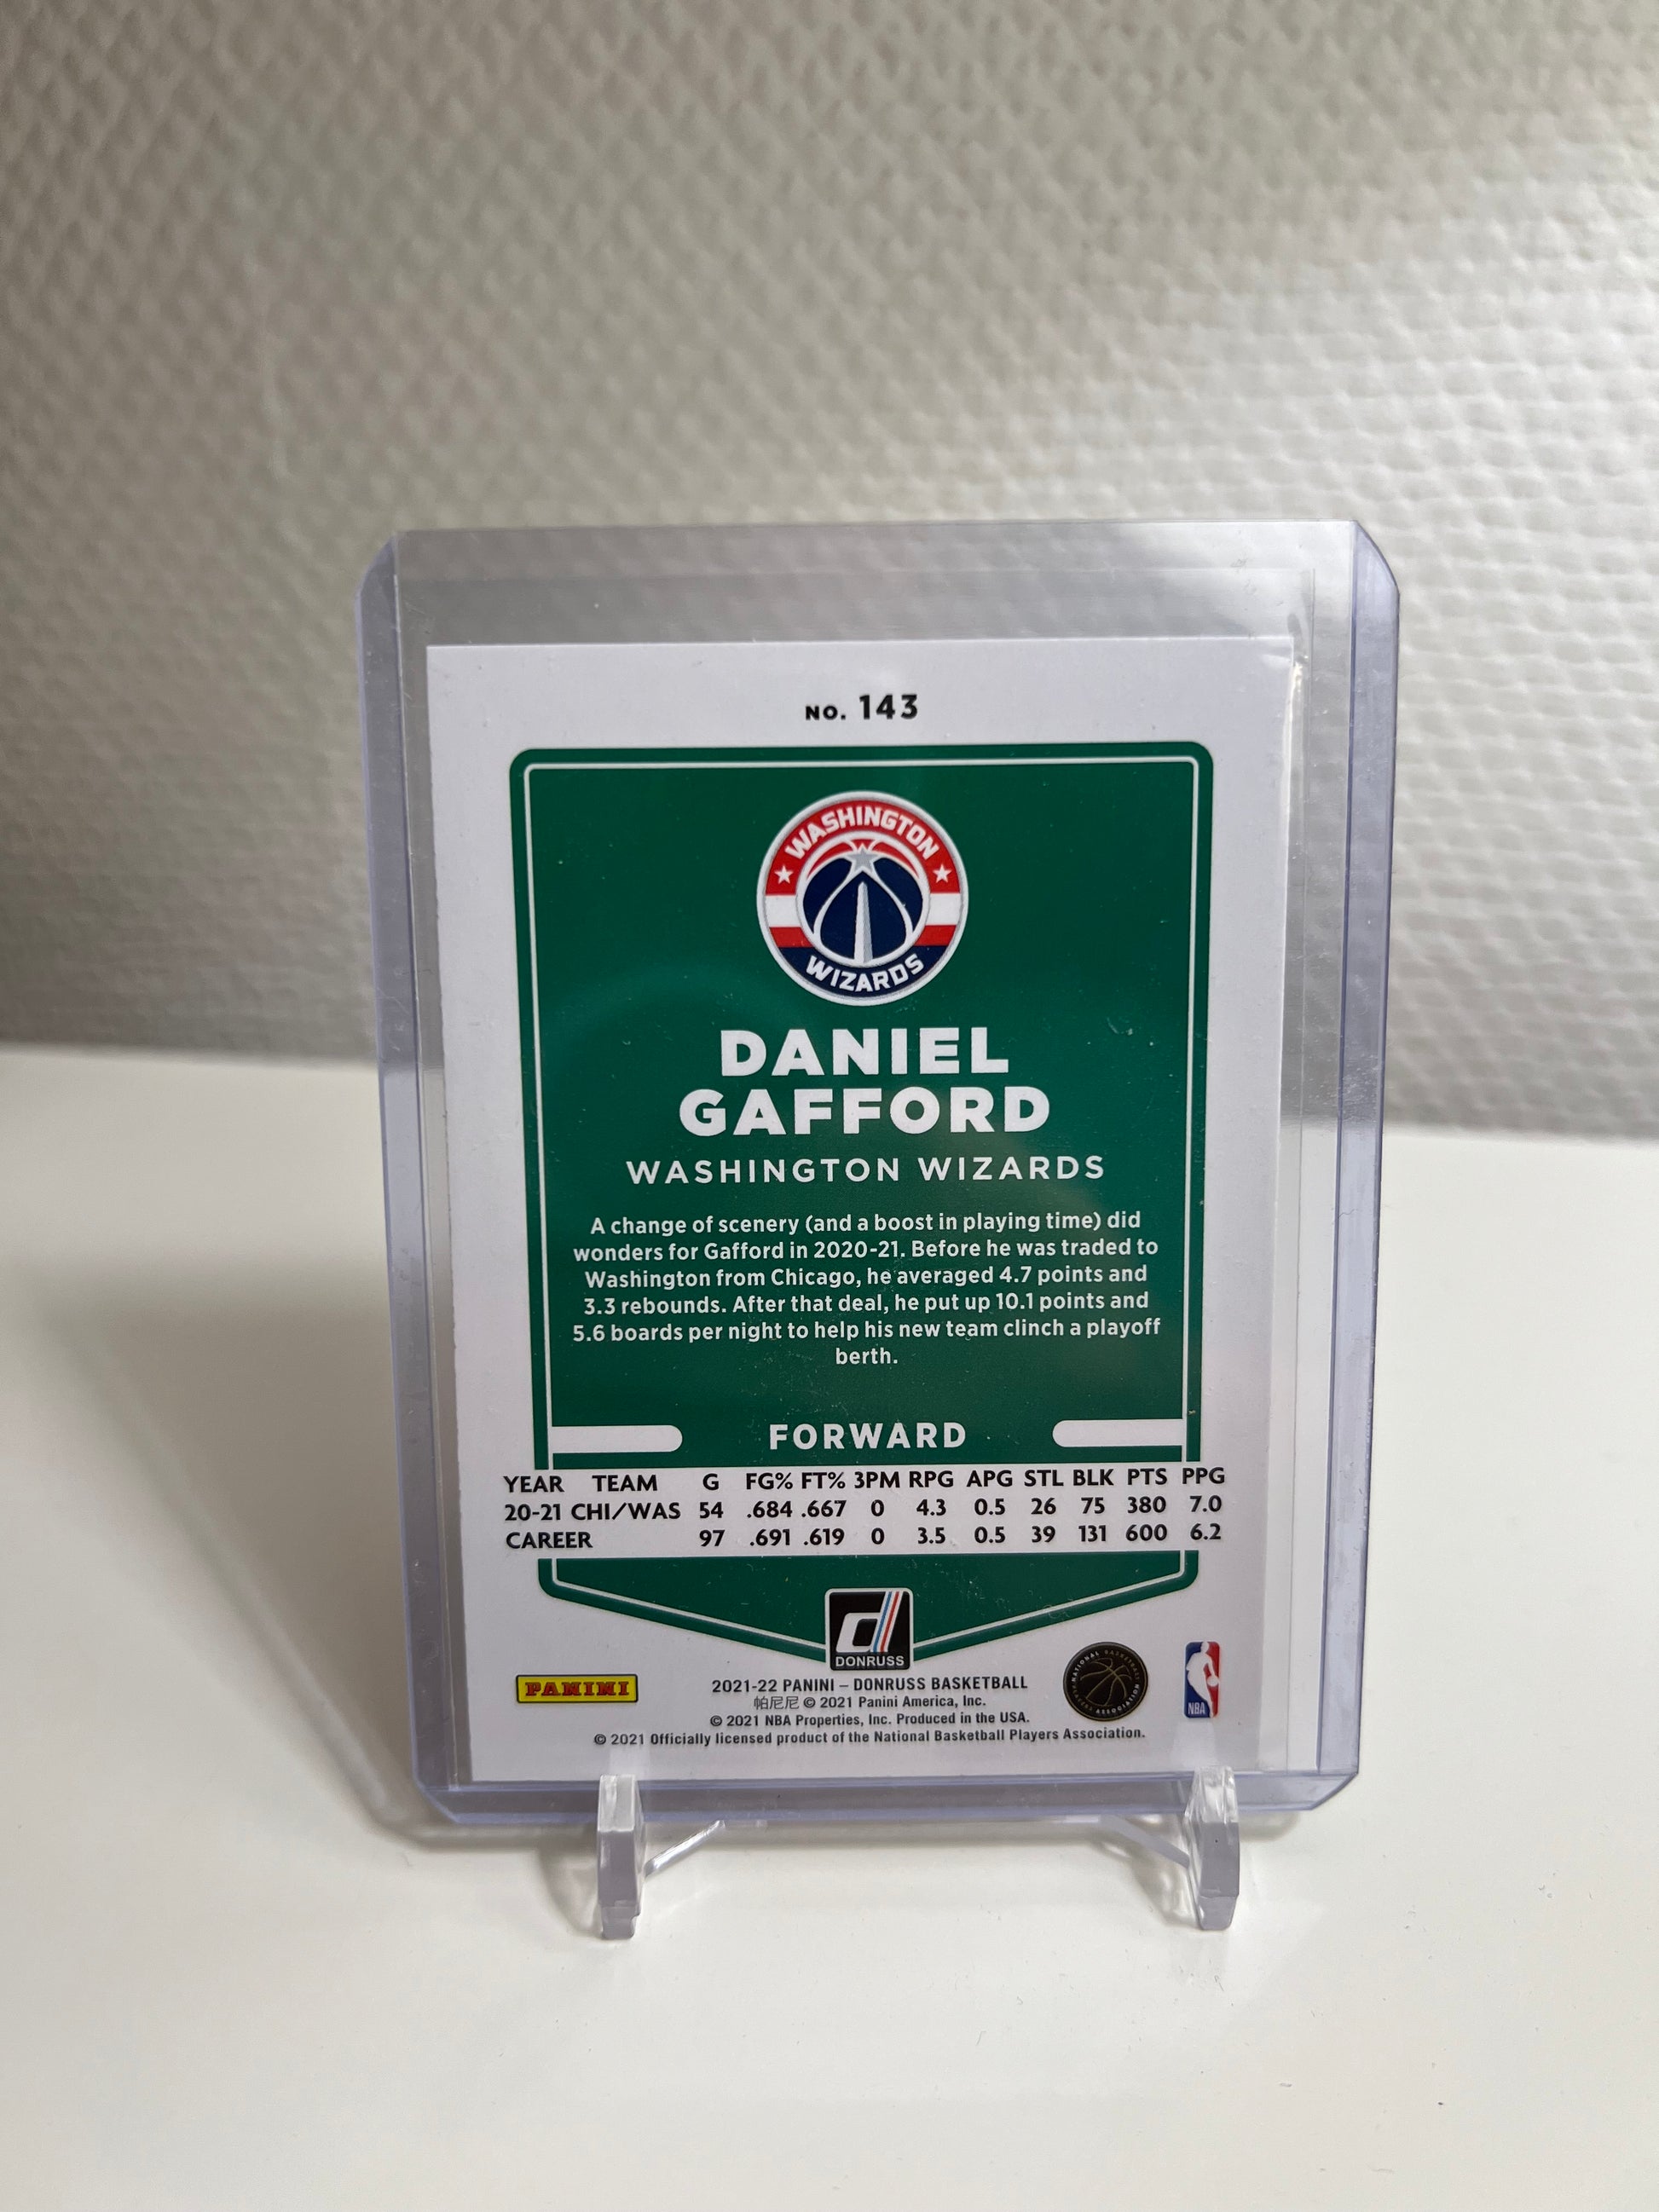 NO. 143
WASHINGTON
WIZARDS
DANIEL
GAFFORD
WASHINGTON WIZARDS
A change of scenery (and a boost in playing time) did
wonders for Gafford in 2020-21. Before he was traded to
Washington from Chicago, he averaged 4.7 points and
3.3 rebounds. After that deal, he put up 10.1 points and
5.6 boards per night to help his new team clinch a playoff
berth.
FORWARD
YEAR TEAM G FG% FT% 3PM RPG APG STL BLK PTS PPG
20-21 CHI/WAS 54 .684 .667 0 4.3 0.5 26 75 380 7.0
CAREER 97 .691 .619 0 3.5 0.5 39 131 600 6.2
DONRUSS
PANINI
2021-22 PANINI – DONRUSS BASKETBALL
帕尼尼 © 2021 Panini America, Inc.
© 2021 NBA Properties, Inc. Produced in the USA.
© 2021 Officially licensed product of the National Basketball Players Association.
NATIONAL BASKETBALL
PLAYERS ASSOCIATION
NBA